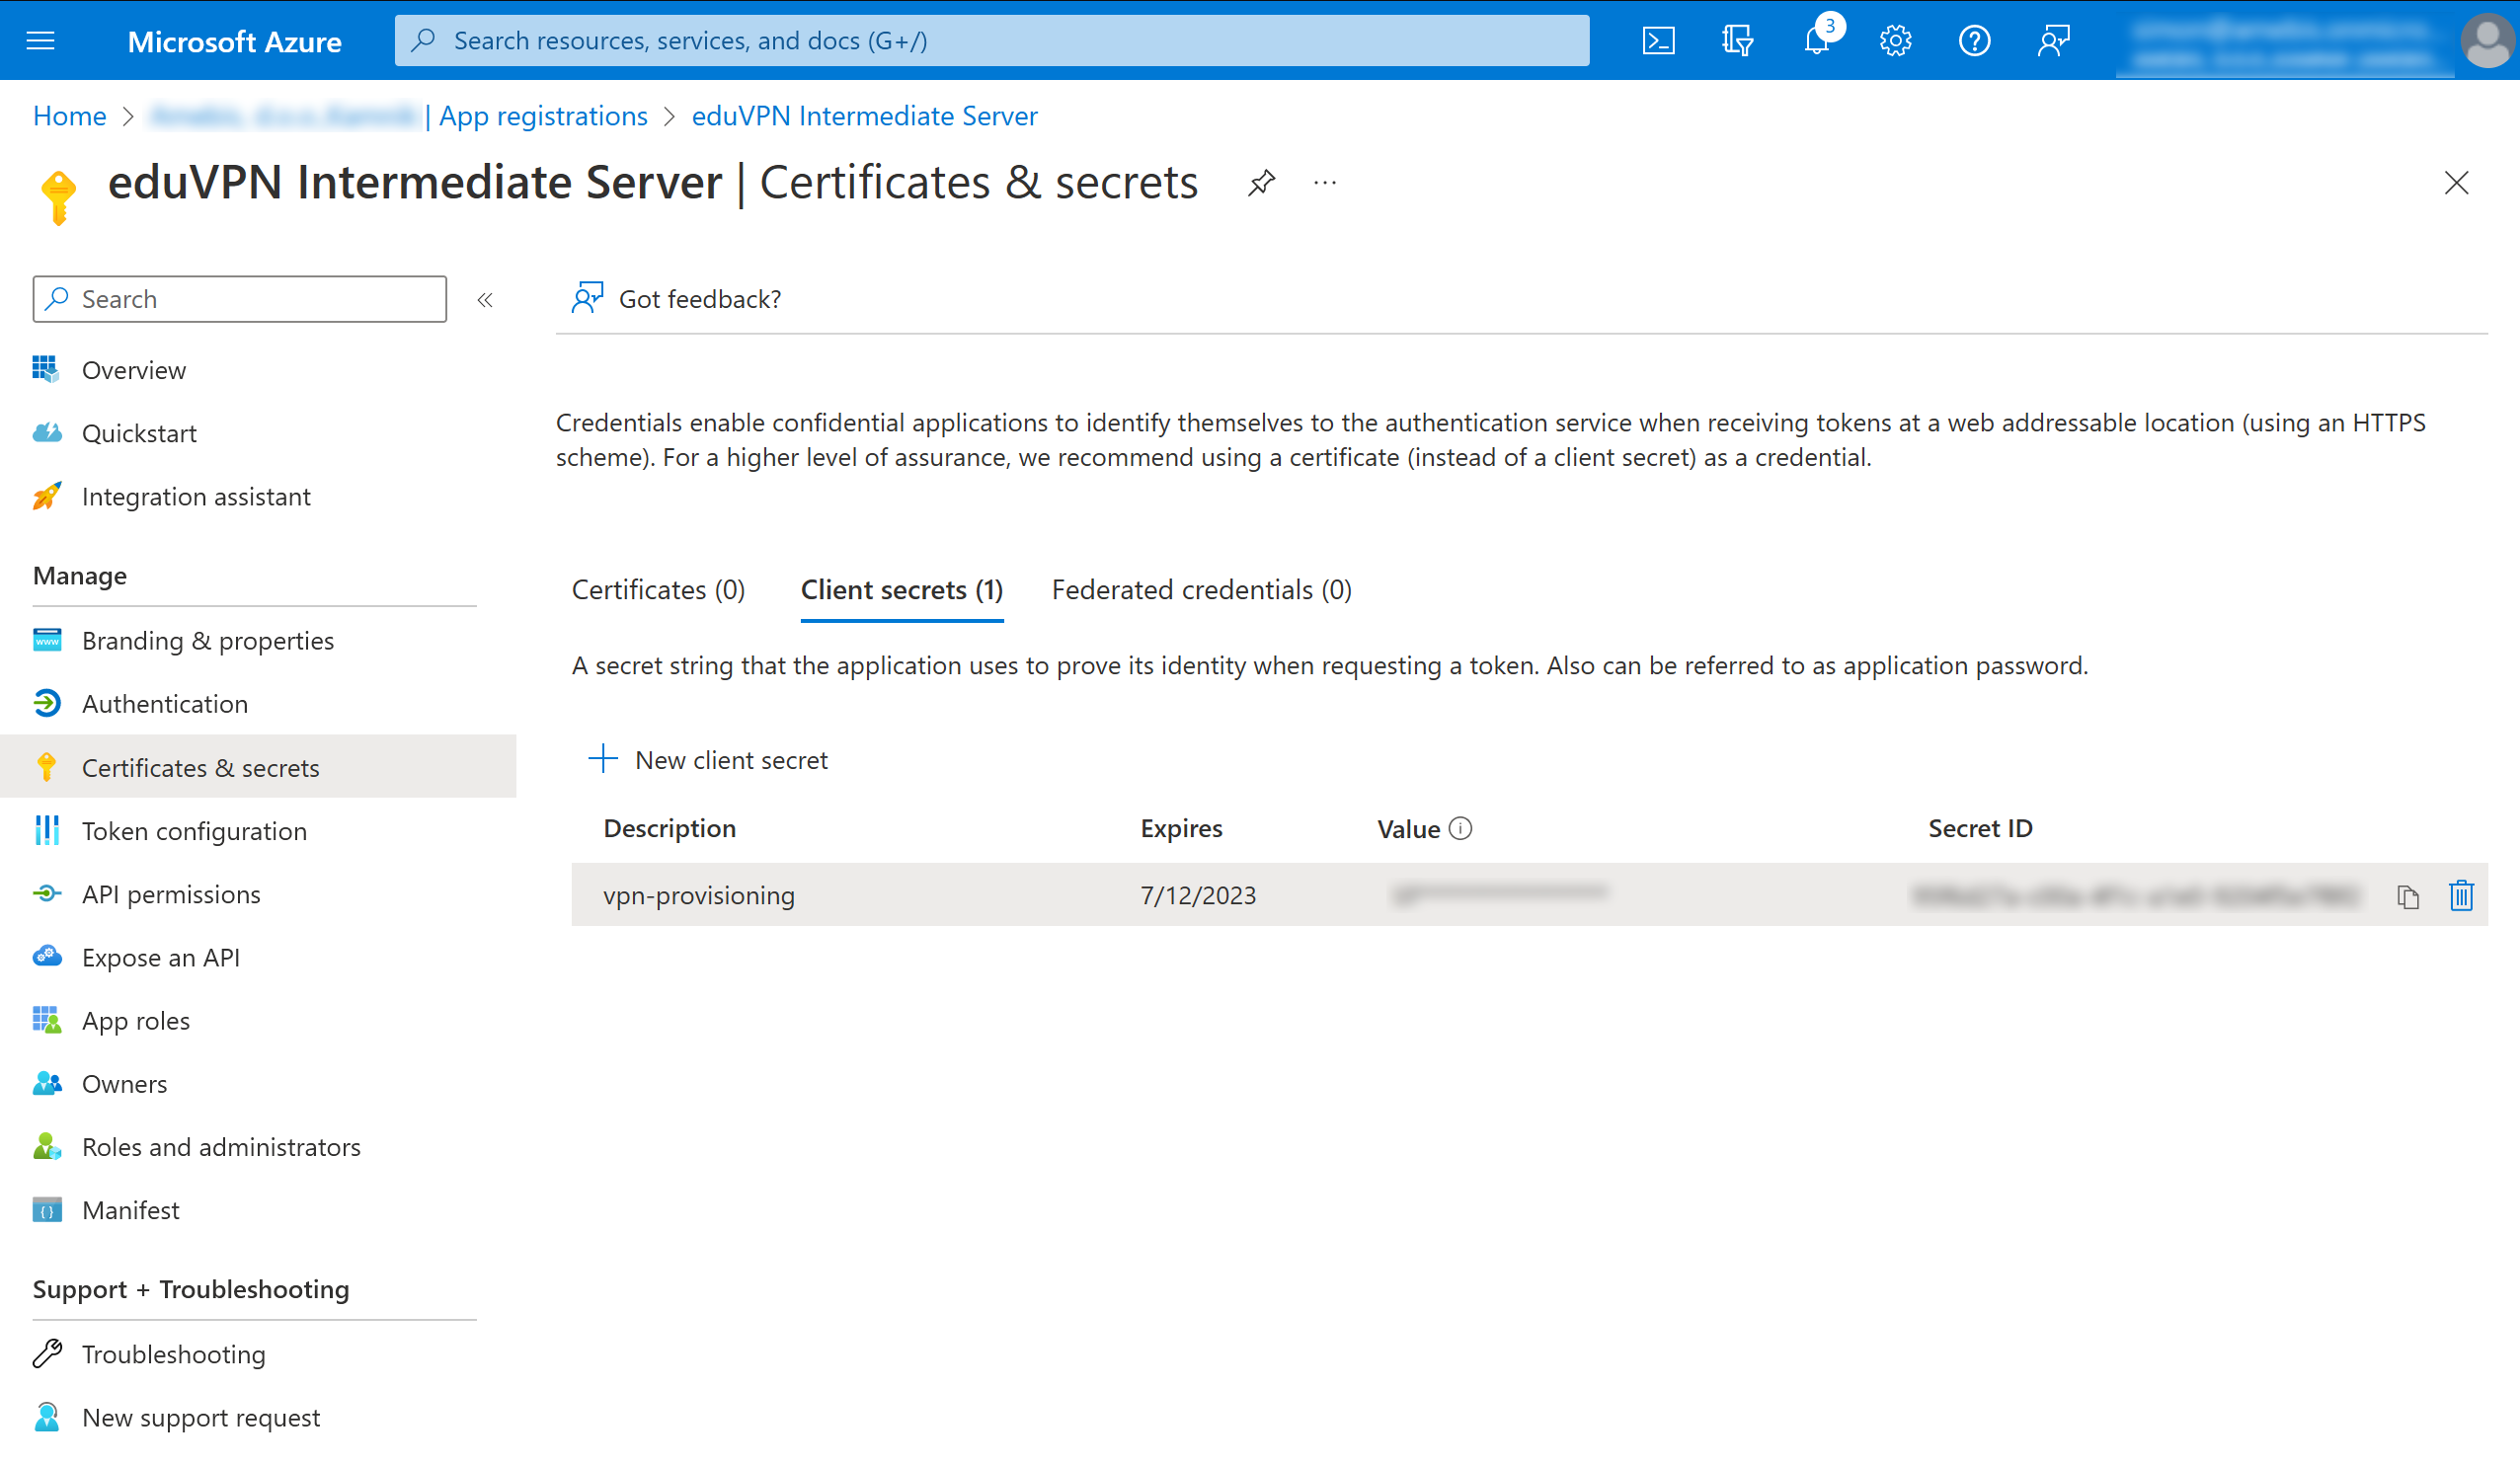 Microsoft Azure
Search resources, services, and docs (G+/)
3
Home > | App registrations > eduVPN Intermediate Server
eduVPN Intermediate Server | Certificates & secrets
Search
Got feedback?
Overview
Quickstart
Integration assistant
Manage
Branding & properties
Authentication
Certificates & secrets
Token configuration
API permissions
Expose an API
App roles
Owners
Roles and administrators
Manifest
Support + Troubleshooting
Troubleshooting
New support request
Credentials enable confidential applications to identify themselves to the authentication service when receiving tokens at a web addressable location (using an HTTPS
scheme). For a higher level of assurance, we recommend using a certificate (instead of a client secret) as a credential.
Certificates (0) Client secrets (1) Federated credentials (0)
A secret string that the application uses to prove its identity when requesting a token. Also can be referred to as application password.
New client secret
Description Expires Value Secret ID
vpn-provisioning 7/12/2023